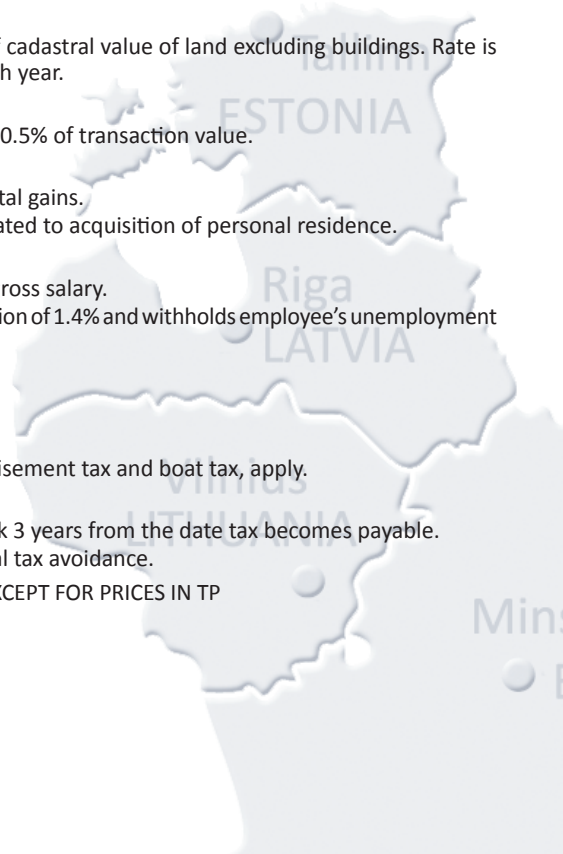 cadastral value of land excluding buildings. Rate is
h year.
Tallinn
ESTONIA
0.5% of transaction value.
tal gains.
ated to acquisition of personal residence.
ross salary.
Riga
ion of 1.4% and withholds employee's unemployment
LATVIA
isement tax and boat tax, apply.
Vilnius
k 3 years from the date tax becomes payable.
LITHUANIA
l tax avoidance.
XCEPT FOR PRICES IN TP
Mins